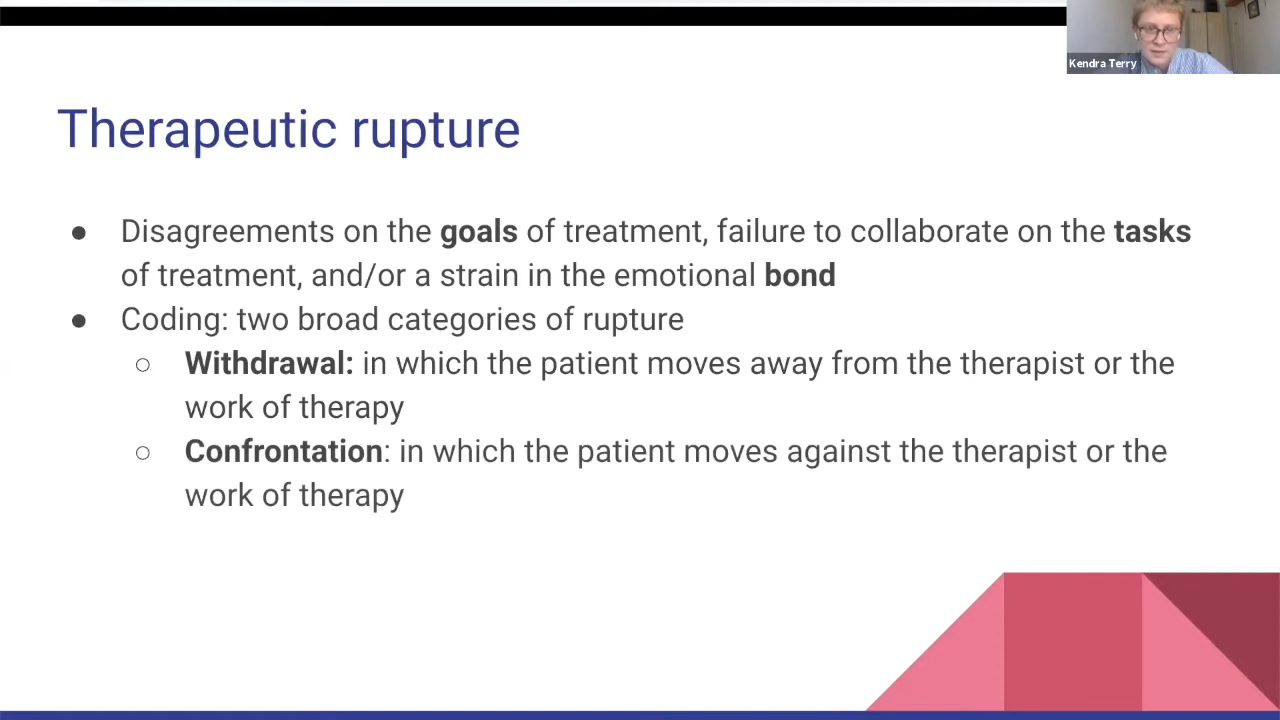 Kendra Terry
Therapeutic rupture
● Disagreements on the goals of treatment, failure to collaborate on the tasks
of treatment, and/or a strain in the emotional bond
● Coding: two broad categories of rupture
○ Withdrawal: in which the patient moves away from the therapist or the
work of therapy
○ Confrontation: in which the patient moves against the therapist or the
work of therapy